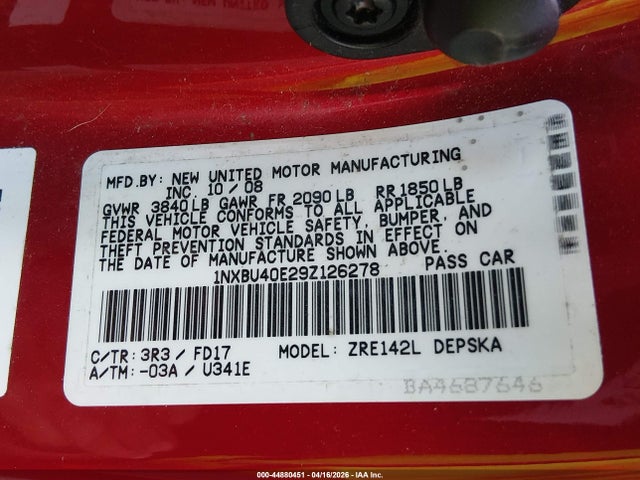 MFD.BY: NEW UNITED MOTOR MANUFACTURING
INC. 10 / 08
GVWR 3840 LB GAWR FR 2090 LB RR 1850 LB
THIS VEHICLE CONFORMS TO ALL APPLICABLE
FEDERAL MOTOR VEHICLE SAFETY, BUMPER, AND
THEFT PREVENTION STANDARDS IN EFFECT ON
THE DATE OF MANUFACTURE SHOWN ABOVE.
1NXBU40E29Z126278 PASS CAR
C/TR: 3R3 / FD17 MODEL: ZRE142L DEPSKA
A/TM: -03A / U341E
BA4687646
000-44880451 - 04/16/2026 - IAA Inc.